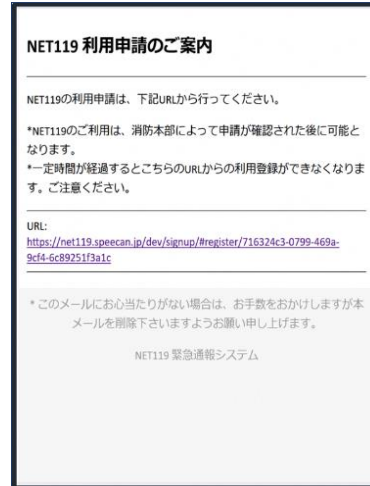 NET119 利用申請のご案内
NET119の利用申請は、下記URLから行ってください。
*NET119のご利用は、消防本部によって申請が確認された後に可能と
なります。
*一定時間が経過するとこちらのURLからの利用登録ができなくなりま
す。ご注意ください。
URL:
https://net119.speecan.jp/dev/signup/#register/716324c3-0799-469a-
9cf4-6c89251f3a1c
* このメールにお心当たりがない場合は、お手数をおかけしますが本
メールを削除下さいますようお願い申し上げます。
NET119 緊急通報システム